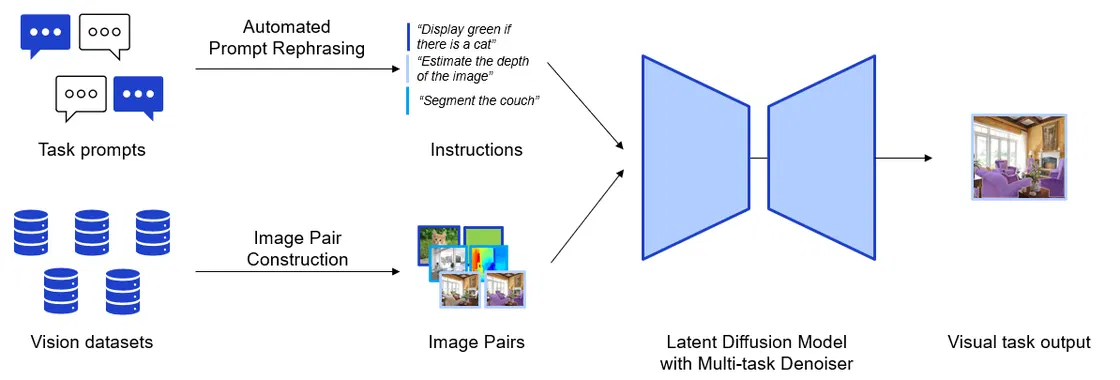 Automated
Prompt Rephrasing
“Display green if
there is a cat”
“Estimate the depth
of the image”
“Segment the couch”
Task prompts
Instructions
Image Pair
Construction
Vision datasets
Image Pairs
Latent Diffusion Model
with Multi-task Denoiser
Visual task output